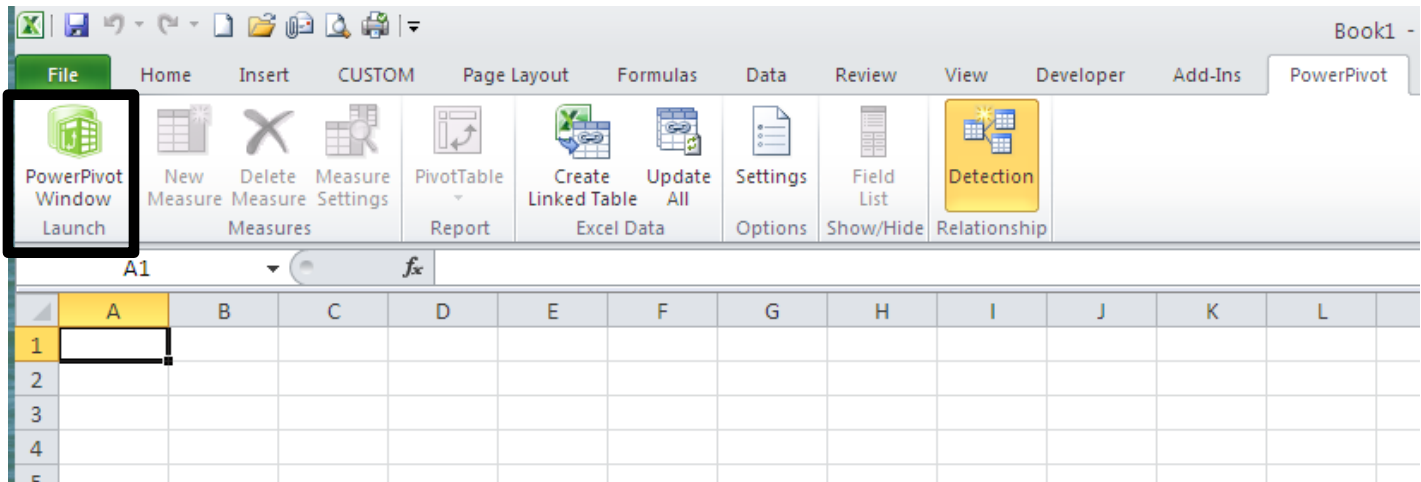 Book1 -
File Home Insert CUSTOM Page Layout Formulas Data Review View Developer Add-Ins PowerPivot
PowerPivot New Delete Measure PivotTable Create Update Settings Field Detection
Window Measure Measure Settings Linked Table All List
Launch Measures Report Excel Data Options Show/Hide Relationship
A1 fx
A B C D E F G H I J K L
1
2
3
4